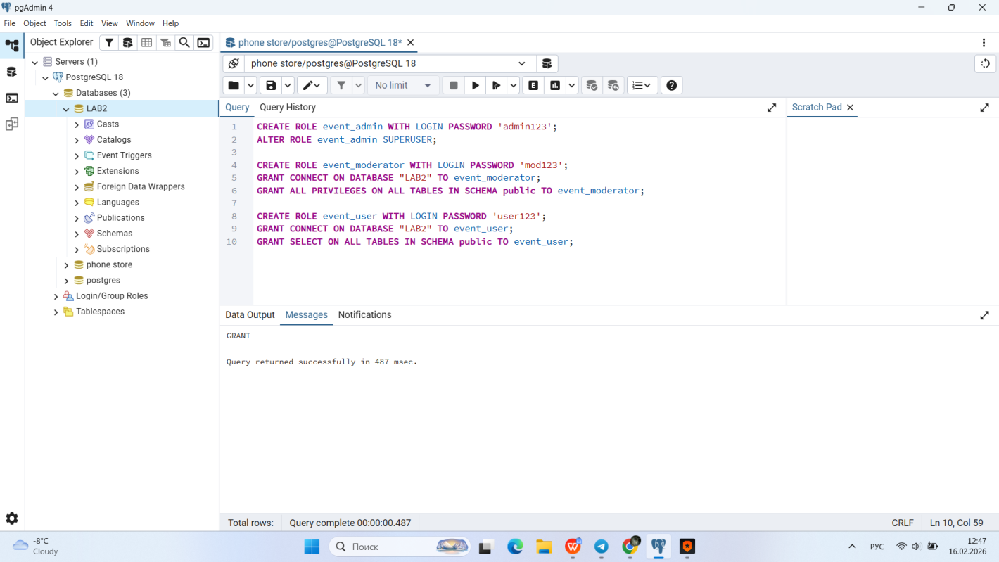 pgAdmin 4
File Object Tools Edit View Window Help
Object Explorer
phone store/postgres@PostgreSQL 18*
Servers (1)
PostgreSQL 18
Databases (3)
LAB2
Casts
Catalogs
Event Triggers
Extensions
Foreign Data Wrappers
Languages
Publications
Schemas
Subscriptions
phone store
postgres
Login/Group Roles
Tablespaces
phone store/postgres@PostgreSQL 18
No limit
E
Query Query History
Scratch Pad
1 CREATE ROLE event_admin WITH LOGIN PASSWORD 'admin123';
2 ALTER ROLE event_admin SUPERUSER;
3
4 CREATE ROLE event_moderator WITH LOGIN PASSWORD 'mod123';
5 GRANT CONNECT ON DATABASE "LAB2" TO event_moderator;
6 GRANT ALL PRIVILEGES ON ALL TABLES IN SCHEMA public TO event_moderator;
7
8 CREATE ROLE event_user WITH LOGIN PASSWORD 'user123';
9 GRANT CONNECT ON DATABASE "LAB2" TO event_user;
10 GRANT SELECT ON ALL TABLES IN SCHEMA public TO event_user;
Data Output Messages Notifications
GRANT
Query returned successfully in 487 msec.
Total rows: Query complete 00:00:00.487 CRLF Ln 10, Col 59
-8°C
Cloudy
Поиск
РУС
12:47
16.02.2026